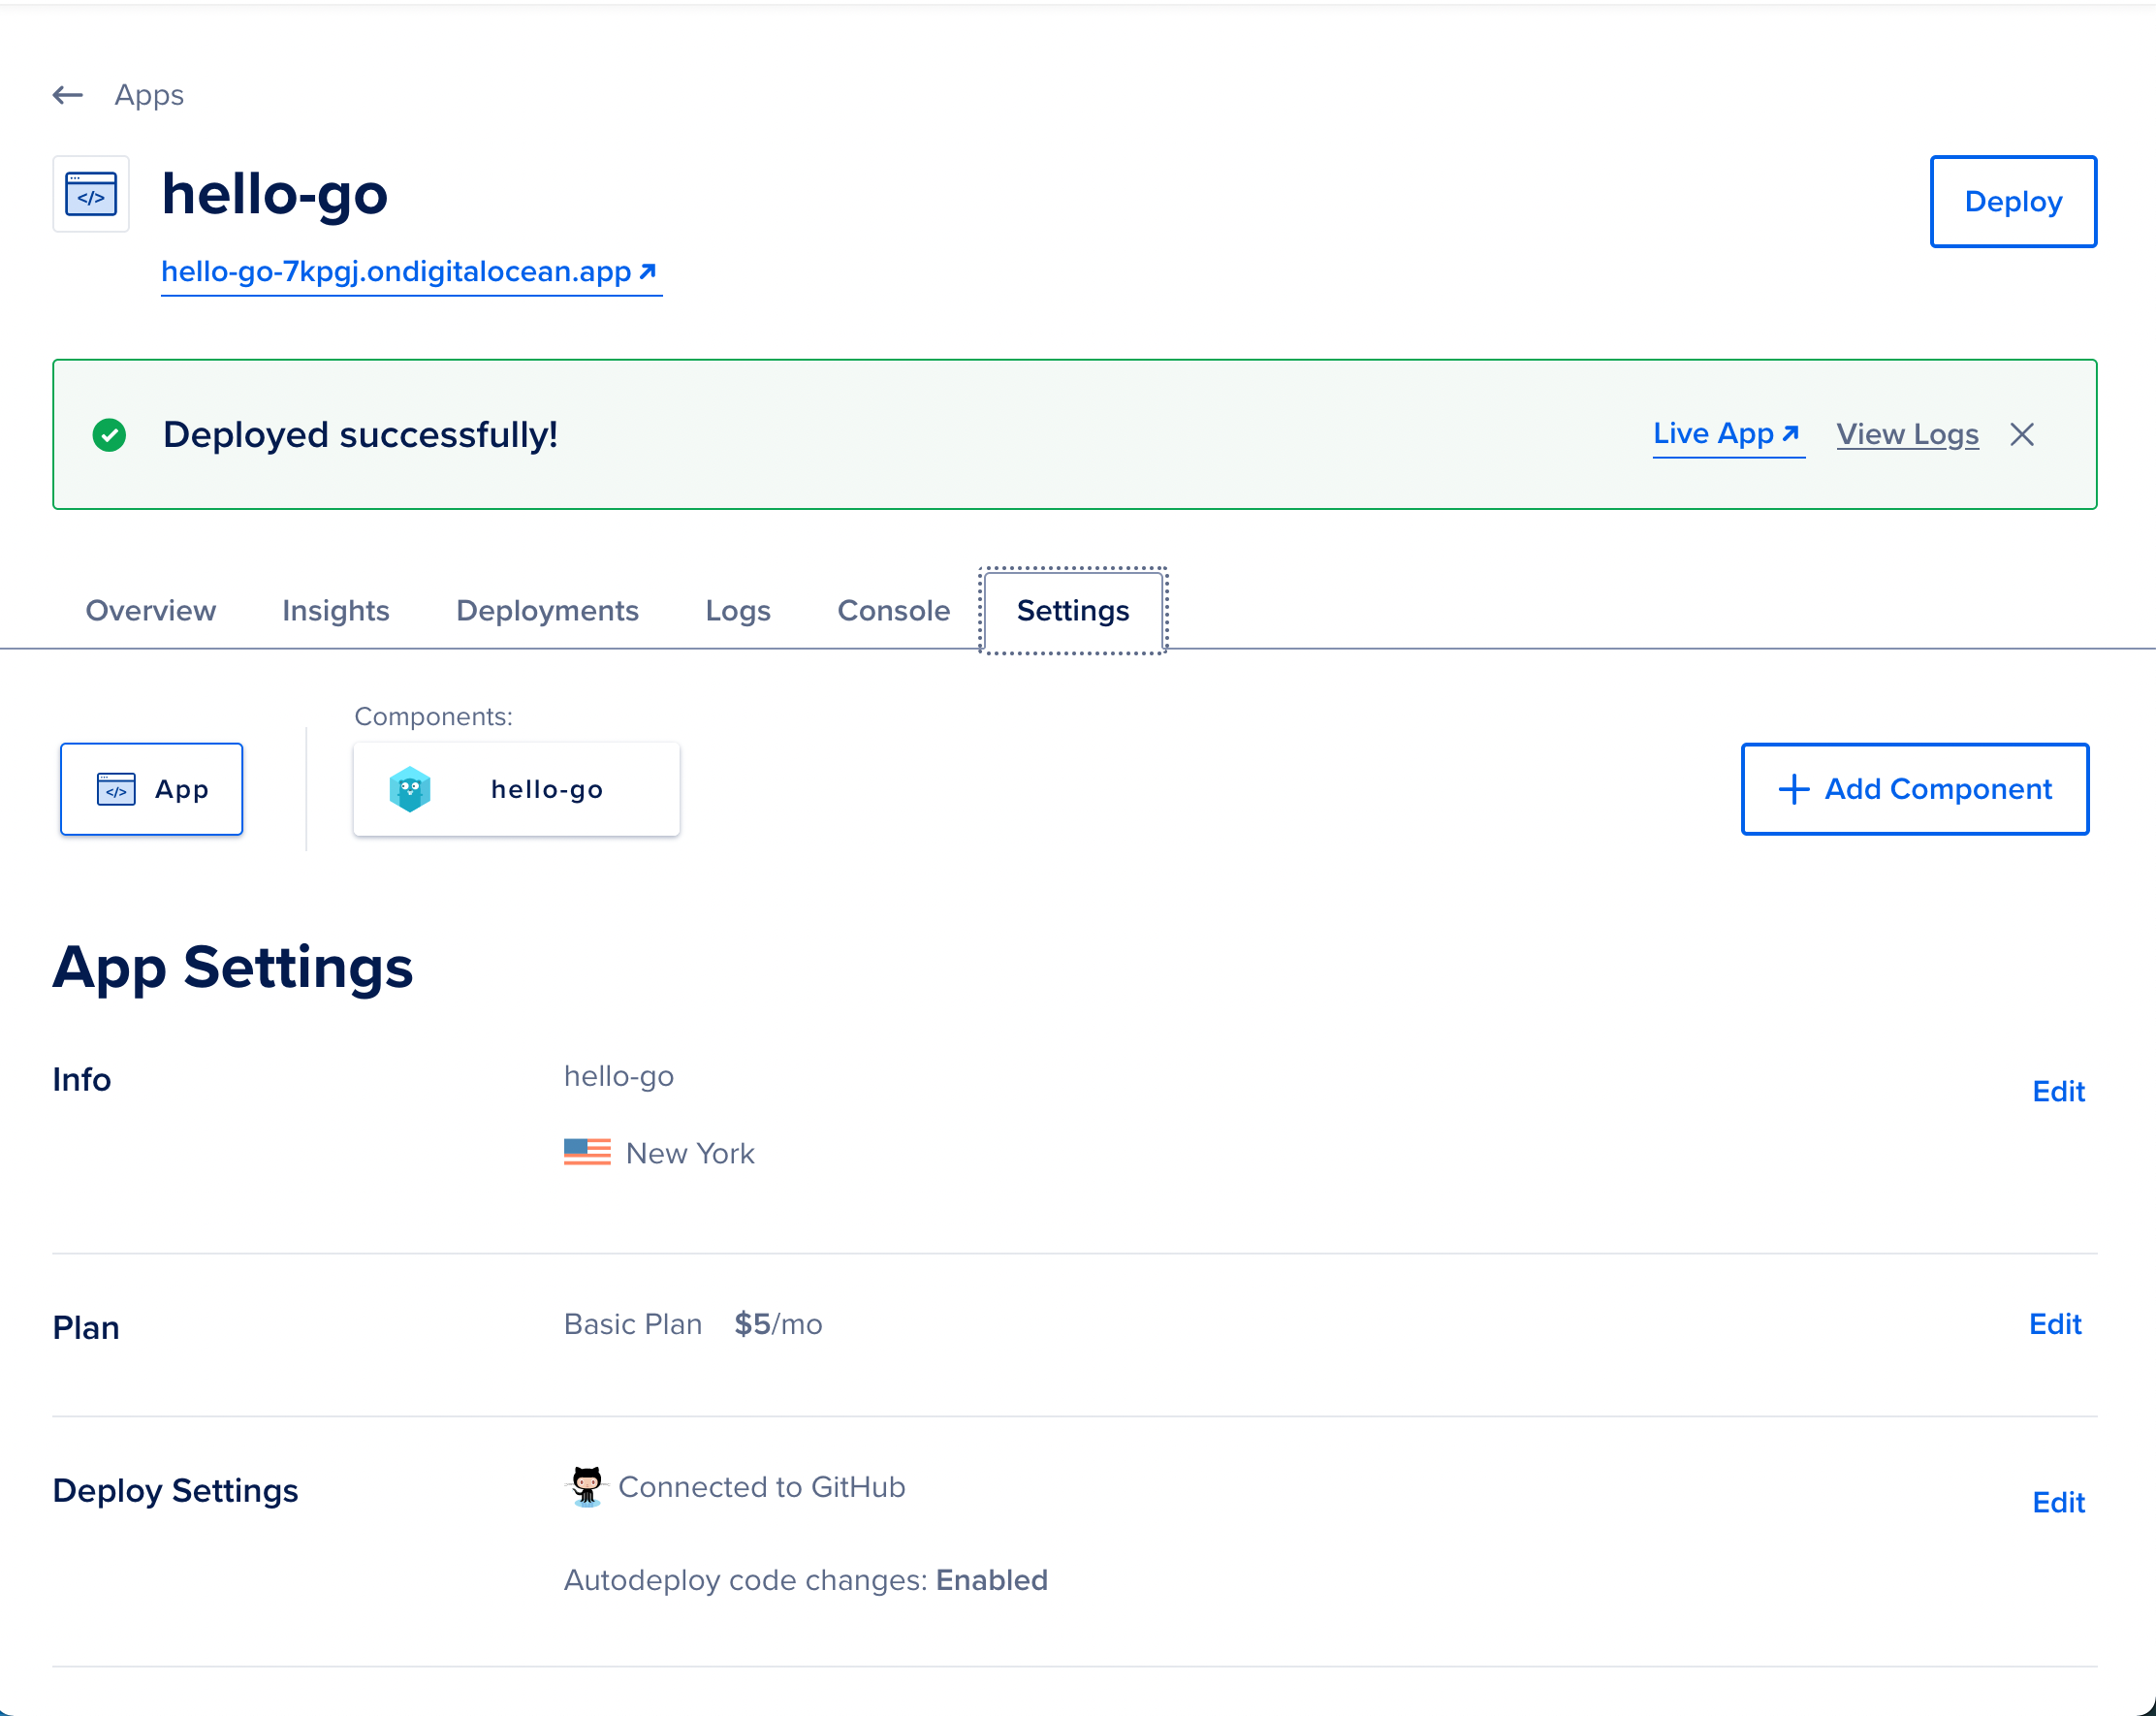 ← Apps
</> hello-go
Deploy
hello-go-7kpgj.ondigitalocean.app
Deployed successfully!
Live App View Logs
Overview Insights Deployments Logs Console Settings
Components:
</> App hello-go
+ Add Component
App Settings
Info hello-go Edit
New York
Plan Basic Plan $5/mo Edit
Deploy Settings Connected to GitHub Edit
Autodeploy code changes: Enabled